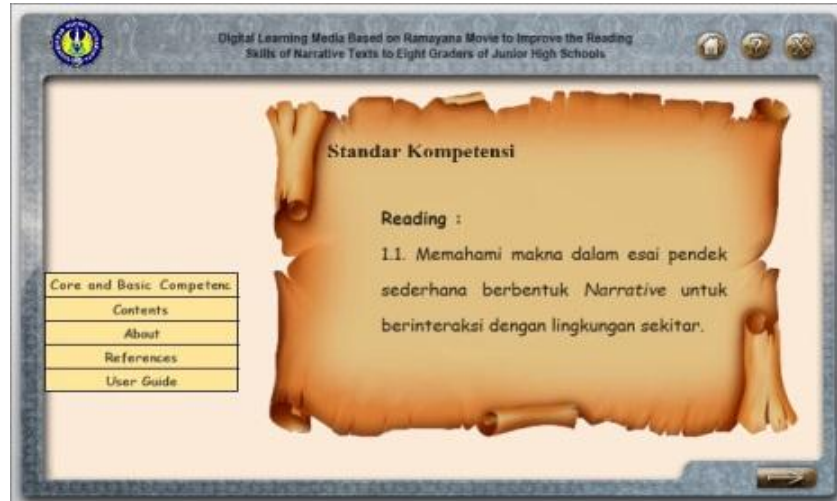 Digital Learning Media Based on Ramayana Movie to Improve the Reading
Skills of Narrative Texts to Eight Graders of Junior High Schools
Standar Kompetensi
Reading :
1.1. Memahami makna dalam esai pendek
sederhana berbentuk Narrative untuk
berinteraksi dengan lingkungan sekitar.
Core and Basic Competenc
Contents
About
References
User Guide